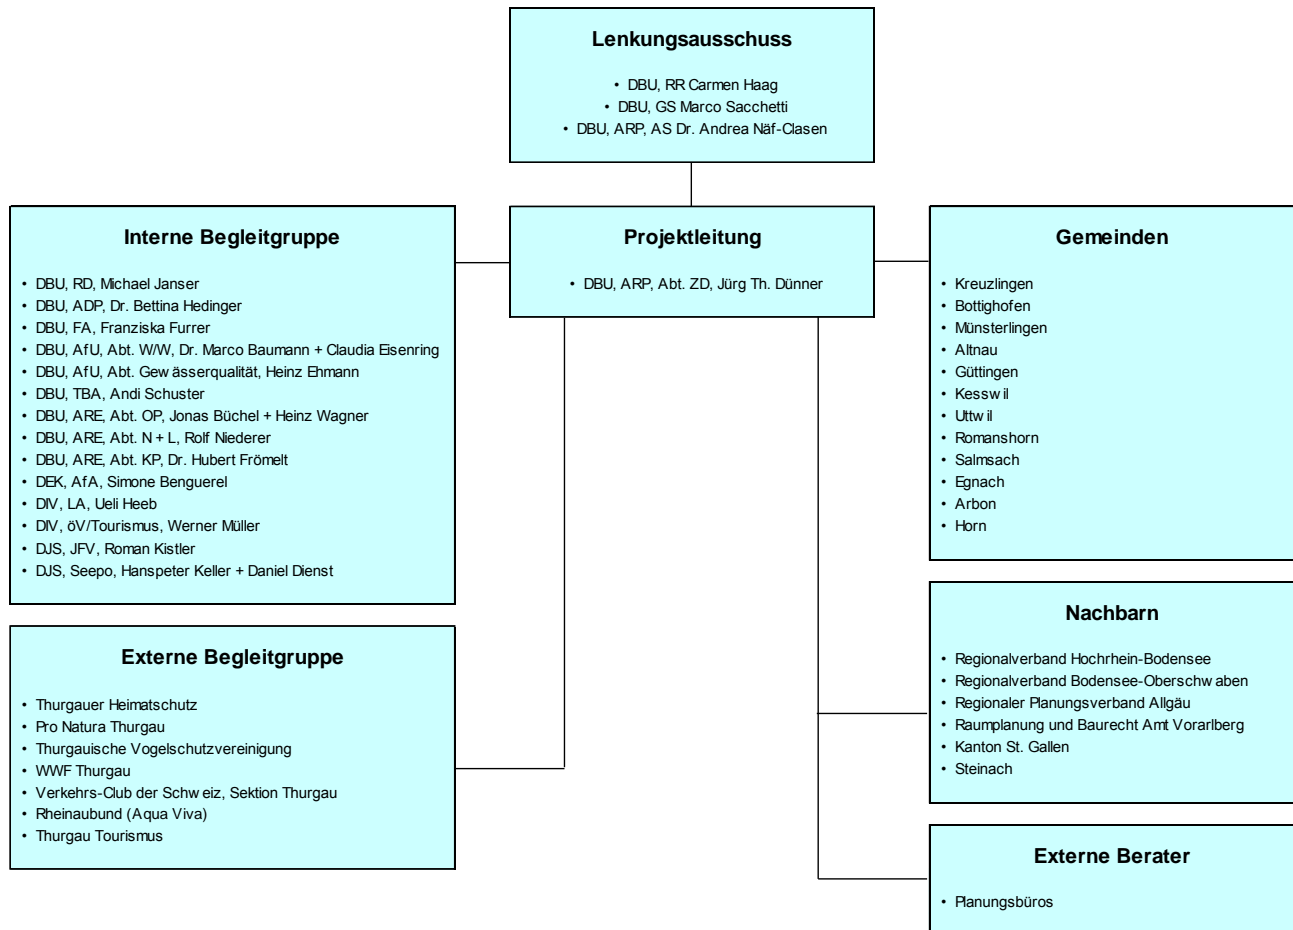 Lenkungsausschuss
• DBU, RR Carmen Haag
• DBU, GS Marco Sacchetti
• DBU, ARP, AS Dr. Andrea Näf-Clasen
Interne Begleitgruppe
• DBU, RD, Michael Janser
• DBU, ADP, Dr. Bettina Hedinger
• DBU, FA, Franziska Furrer
• DBU, AfU, Abt. W/W, Dr. Marco Baumann + Claudia Eisenring
• DBU, AfU, Abt. Gewässerqualität, Heinz Ehmann
• DBU, TBA, Andi Schuster
• DBU, ARE, Abt. OP, Jonas Büchel + Heinz Wagner
• DBU, ARE, Abt. N + L, Rolf Niederer
• DBU, ARE, Abt. KP, Dr. Hubert Frömelt
• DEK, AfA, Simone Benguerel
• DIV, LA, Ueli Heeb
• DIV, öV/Tourismus, Werner Müller
• DJS, JFV, Roman Kistler
• DJS, Seepo, Hanspeter Keller + Daniel Dienst
Projektleitung
• DBU, ARP, Abt. ZD, Jürg Th. Dünner
Gemeinden
• Kreuzlingen
• Bottighofen
• Münsterlingen
• Altnau
• Güttingen
• Kesswil
• Uttwil
• Romanshorn
• Salmsach
• Egnach
• Arbon
• Horn
Externe Begleitgruppe
• Thurgauer Heimatschutz
• Pro Natura Thurgau
• Thurgauische Vogelschutzvereinigung
• WWF Thurgau
• Verkehrs-Club der Schweiz, Sektion Thurgau
• Rheinaubund (Aqua Viva)
• Thurgau Tourismus
Nachbarn
• Regionalverband Hochrhein-Bodensee
• Regionalverband Bodensee-Oberschwaben
• Regionaler Planungsverband Allgäu
• Raumplanung und Baurecht Amt Vorarlberg
• Kanton St. Gallen
• Steinach
Externe Berater
• Planungsbüros